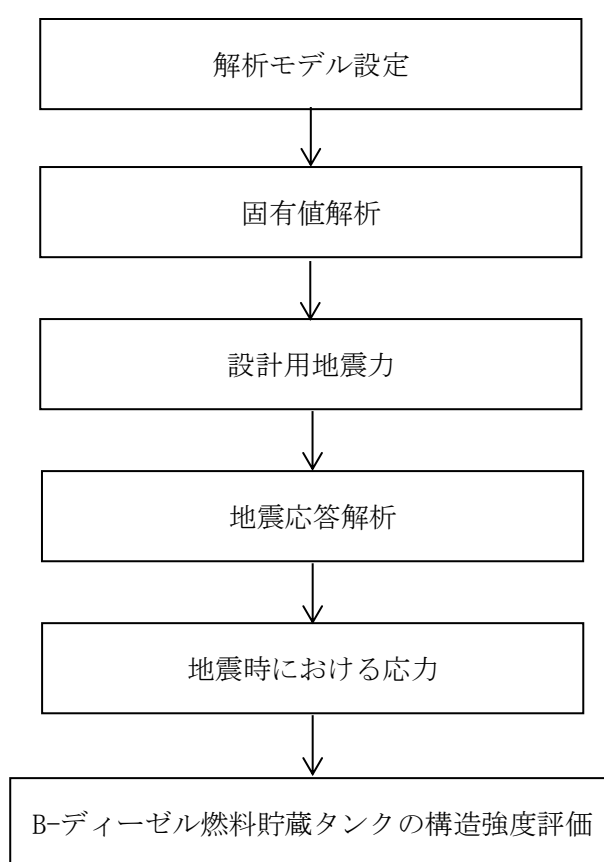 解析モデル設定
固有値解析
設計用地震力
地震応答解析
地震時における応力
B-ディーゼル燃料貯蔵タンクの構造強度評価